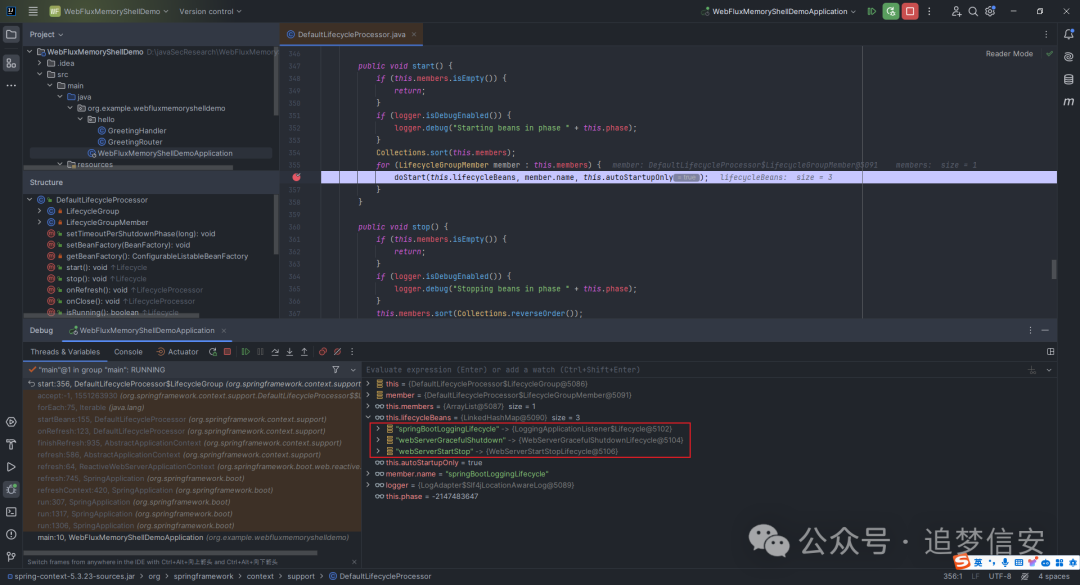 WF WebFluxMemoryShellDemo Version control WebFluxMemoryShellDemoApplication
Project
WebFluxMemoryShellDemo D:\javaSecResearch\WebFluxMemory
.idea
src
main
java
org.example.webfluxmemoryshelldemo
hello
GreetingHandler
GreetingRouter
WebFluxMemoryShellDemoApplication
resources
Structure
DefaultLifecycleProcessor
LifecycleGroup
LifecycleGroupMember
setTimeoutPerShutdownPhase(long): void
setBeanFactory(BeanFactory): void
getBeanFactory(): ConfigurableListableBeanFactory
start(): void ↑Lifecycle
stop(): void ↑Lifecycle
onRefresh(): void ↑LifecycleProcessor
onClose(): void ↑LifecycleProcessor
isRunning(): boolean ↑Lifecycle
DefaultLifecycleProcessor.java
Reader Mode
346
347 public void start() {
348 if (this.members.isEmpty()) {
349 return;
350 }
351 if (logger.isDebugEnabled()) {
352 logger.debug("Starting beans in phase " + this.phase);
353 }
354 Collections.sort(this.members);
355 for (LifecycleGroupMember member : this.members) { member: DefaultLifecycleProcessor$LifecycleGroupMember@5091 members: size = 1
doStart(this.lifecycleBeans, member.name, this.autoStartupOnly = true ); lifecycleBeans: size = 3
357 }
358 }
359
360 public void stop() {
361 if (this.members.isEmpty()) {
362 return;
363 }
364 if (logger.isDebugEnabled()) {
365 logger.debug("Stopping beans in phase " + this.phase);
366 }
367 this.members.sort(Collections.reverseOrder());
Debug WebFluxMemoryShellDemoApplication
Threads & Variables Console Actuator
"main"@1 in group "main": RUNNING
start:356, DefaultLifecycleProcessor$LifecycleGroup (org.springframework.context.support
accept:-1, 1551263930 (org.springframework.context.support.DefaultLifecycleProcessor$$L
forEach:75, Iterable (java.lang)
startBeans:155, DefaultLifecycleProcessor (org.springframework.context.support)
onRefresh:123, DefaultLifecycleProcessor (org.springframework.context.support)
finishRefresh:935, AbstractApplicationContext (org.springframework.context.support)
refresh:586, AbstractApplicationContext (org.springframework.context.support)
refresh:64, ReactiveWebServerApplicationContext (org.springframework.boot.web.reactive.
refresh:745, SpringApplication (org.springframework.boot)
refreshContext:420, SpringApplication (org.springframework.boot)
run:307, SpringApplication (org.springframework.boot)
run:1317, SpringApplication (org.springframework.boot)
run:1306, SpringApplication (org.springframework.boot)
main:10, WebFluxMemoryShellDemoApplication (org.example.webfluxmemoryshelldemo)
Switch frames from anywhere in the IDE with Ctrl+Alt+向上箭头 and Ctrl+Alt+向下箭头
Evaluate expression (Enter) or add a watch (Ctrl+Shift+Enter)
this = {DefaultLifecycleProcessor$LifecycleGroup@5086}
member = {DefaultLifecycleProcessor$LifecycleGroupMember@5091}
this.members = {ArrayList@5087} size = 1
this.lifecycleBeans = {LinkedHashMap@5090} size = 3
"springBootLoggingLifecycle" -> {LoggingApplicationListener$Lifecycle@5102}
"webServerGracefulShutdown" -> {WebServerGracefulShutdownLifecycle@5104}
"webServerStartStop" -> {WebServerStartStopLifecycle@5106}
this.autoStartupOnly = true
member.name = "springBootLoggingLifecycle"
logger = {LogAdapter$Slf4jLocationAwareLog@5089}
this.phase = -2147483647
公众号 · 追梦信安
S 英
spring-context-5.3.23-sources.jar > org > springframework > context > support > DefaultLifecycleProcessor
356:1 LF UTF-8 4 spaces